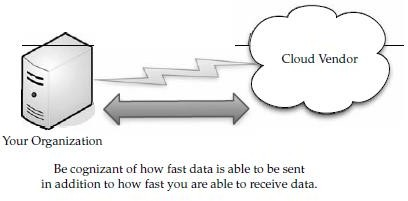 Cloud Vendor
Your Organization
Be cognizant of how fast data is able to be sent
in addition to how fast you are able to receive data.